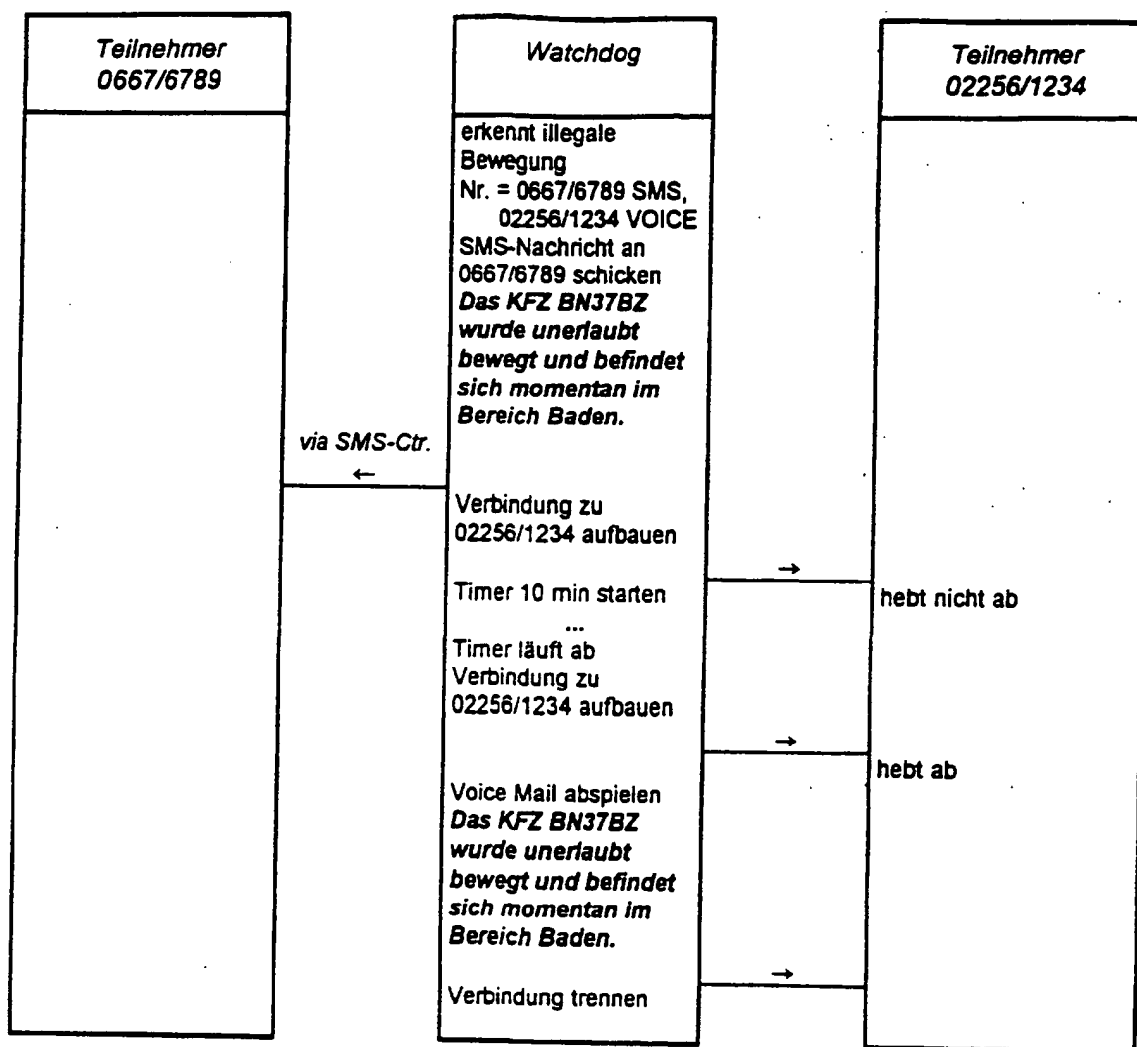 Teilnehmer
0667/6789
Watchdog
Teilnehmer
02256/1234
erkennt illegale
Bewegung
Nr. = 0667/6789 SMS,
02256/1234 VOICE
SMS-Nachricht an
0667/6789 schicken
Das KFZ BN37BZ
wurde unerlaubt
bewegt und befindet
sich momentan im
Bereich Baden.
via SMS-Ctr.
←
Verbindung zu
02256/1234 aufbauen
→
Timer 10 min starten
hebt nicht ab
...
Timer läuft ab
Verbindung zu
02256/1234 aufbauen
→
hebt ab
Voice Mail abspielen
Das KFZ BN37BZ
wurde unerlaubt
bewegt und befindet
sich momentan im
Bereich Baden.
→
Verbindung trennen